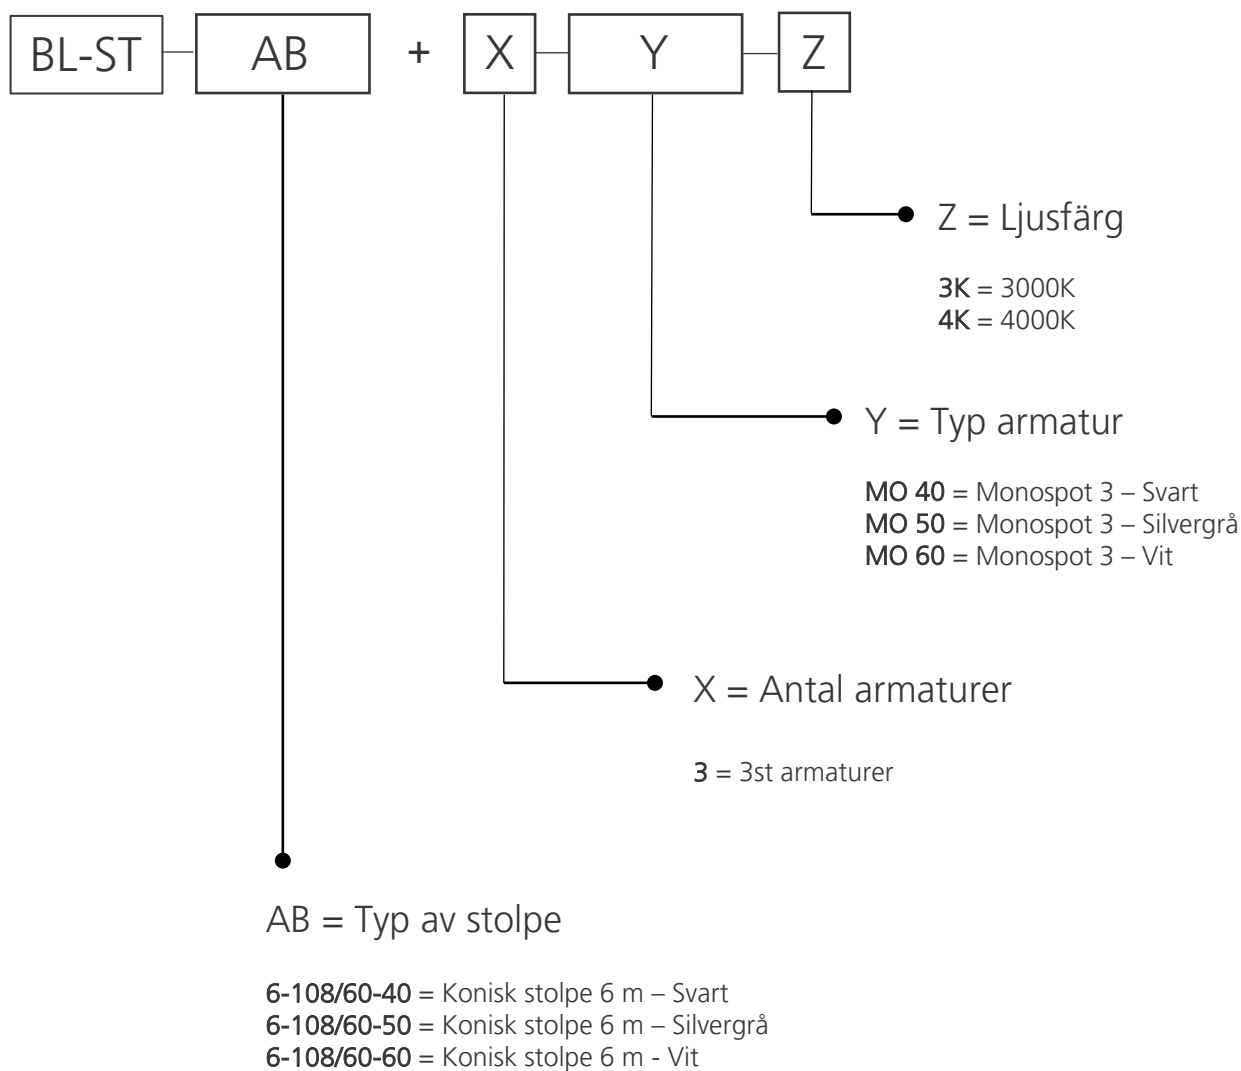 BL-ST AB + X Y Z
Z = Ljusfärg
3K = 3000K
4K = 4000K
Y = Typ armatur
MO 40 = Monospot 3 – Svart
MO 50 = Monospot 3 – Silvergrå
MO 60 = Monospot 3 – Vit
X = Antal armaturer
3 = 3st armaturer
AB = Typ av stolpe
6-108/60-40 = Konisk stolpe 6 m – Svart
6-108/60-50 = Konisk stolpe 6 m – Silvergrå
6-108/60-60 = Konisk stolpe 6 m - Vit